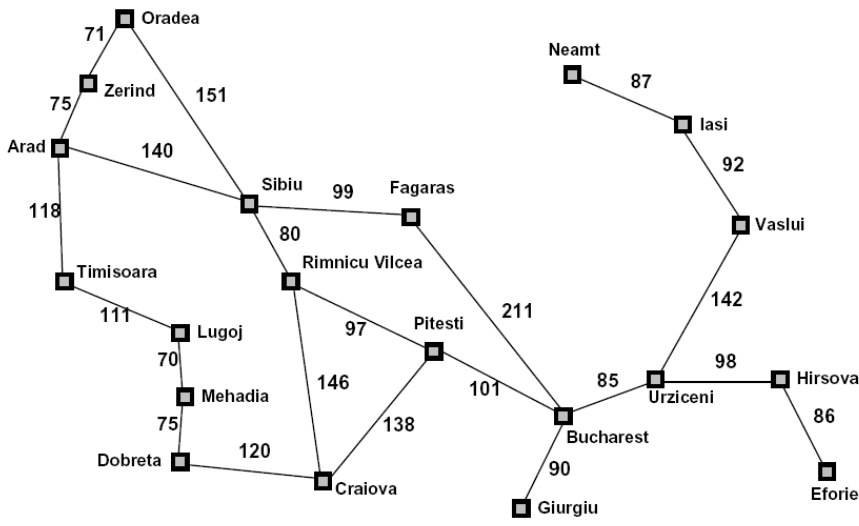 Oradea
71
Neamt
Zerind
87
151
75
Iasi
Arad
140
92
Sibiu
99
Fagaras
118
80
Vaslui
Timisoara
Rimnicu Vilcea
142
111
211
Lugoj
97
Pitesti
70
98
Hirsova
146
101
85
Mehadia
Urziceni
75
138
86
Bucharest
Dobreta
120
90
Craiova
Eforie
Giurgiu